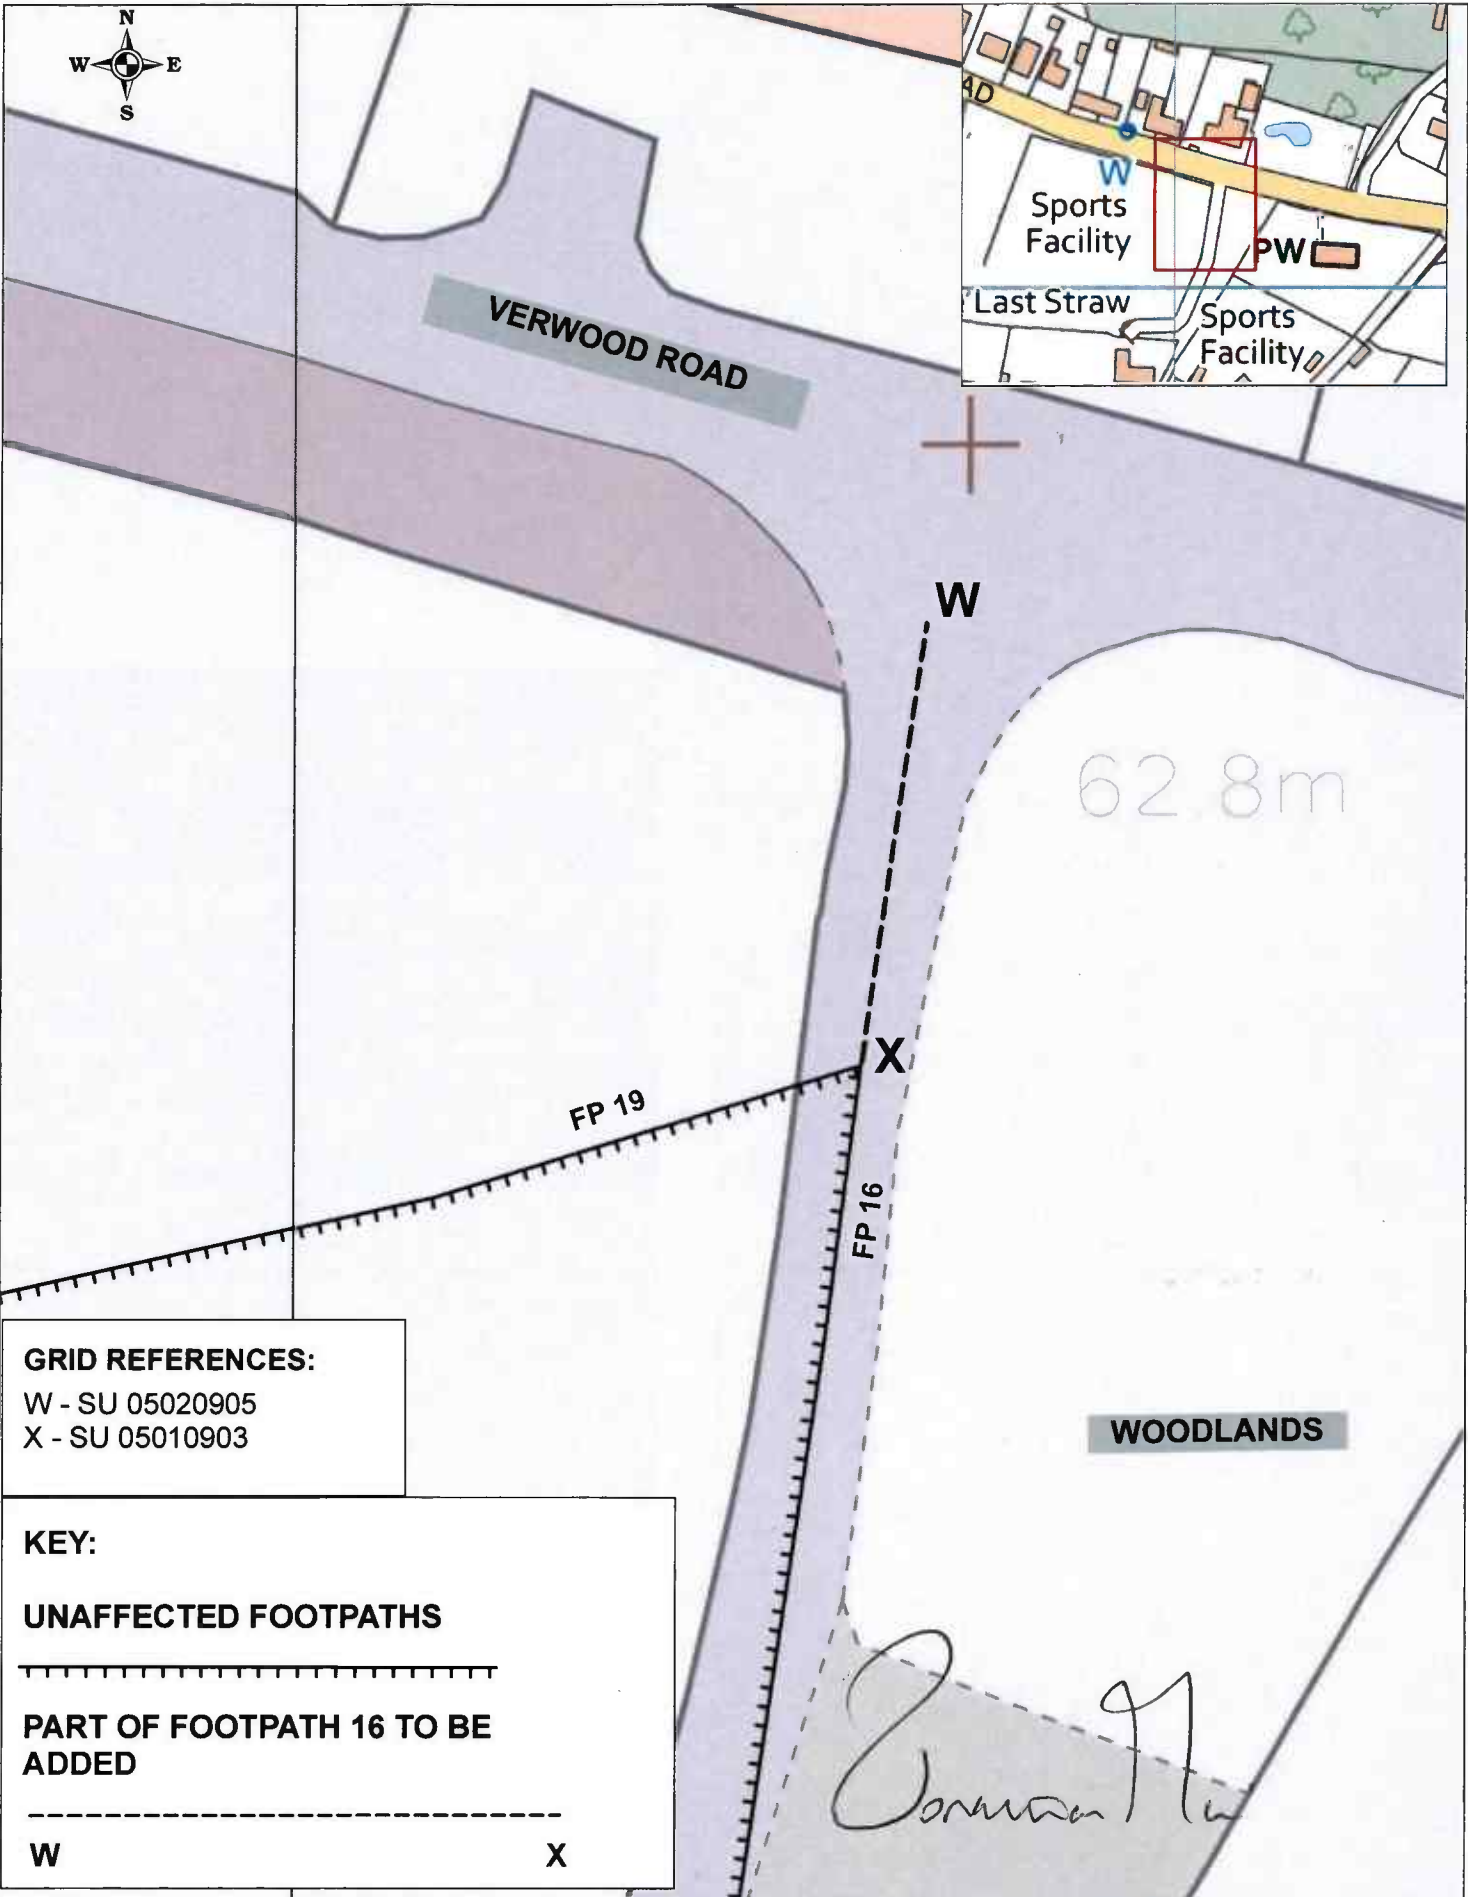 N
W E
S
AD
W
Sports
Facility
PW
Last Straw
Sports
Facility
VERWOOD ROAD
W
62.8m
X
FP 19
FP 16
GRID REFERENCES:
W - SU 05020905
X - SU 05010903
WOODLANDS
KEY:
UNAFFECTED FOOTPATHS
PART OF FOOTPATH 16 TO BE
ADDED
W X